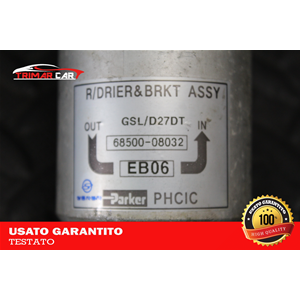 TRIMAR CAR
R/DRIER&BRKT ASSY
GSL/D27DT
OUT IN
68500-08032
EB06
Parker PHCIC
100%
HIGH QUALITY
USATO GARANTITO
TESTATO